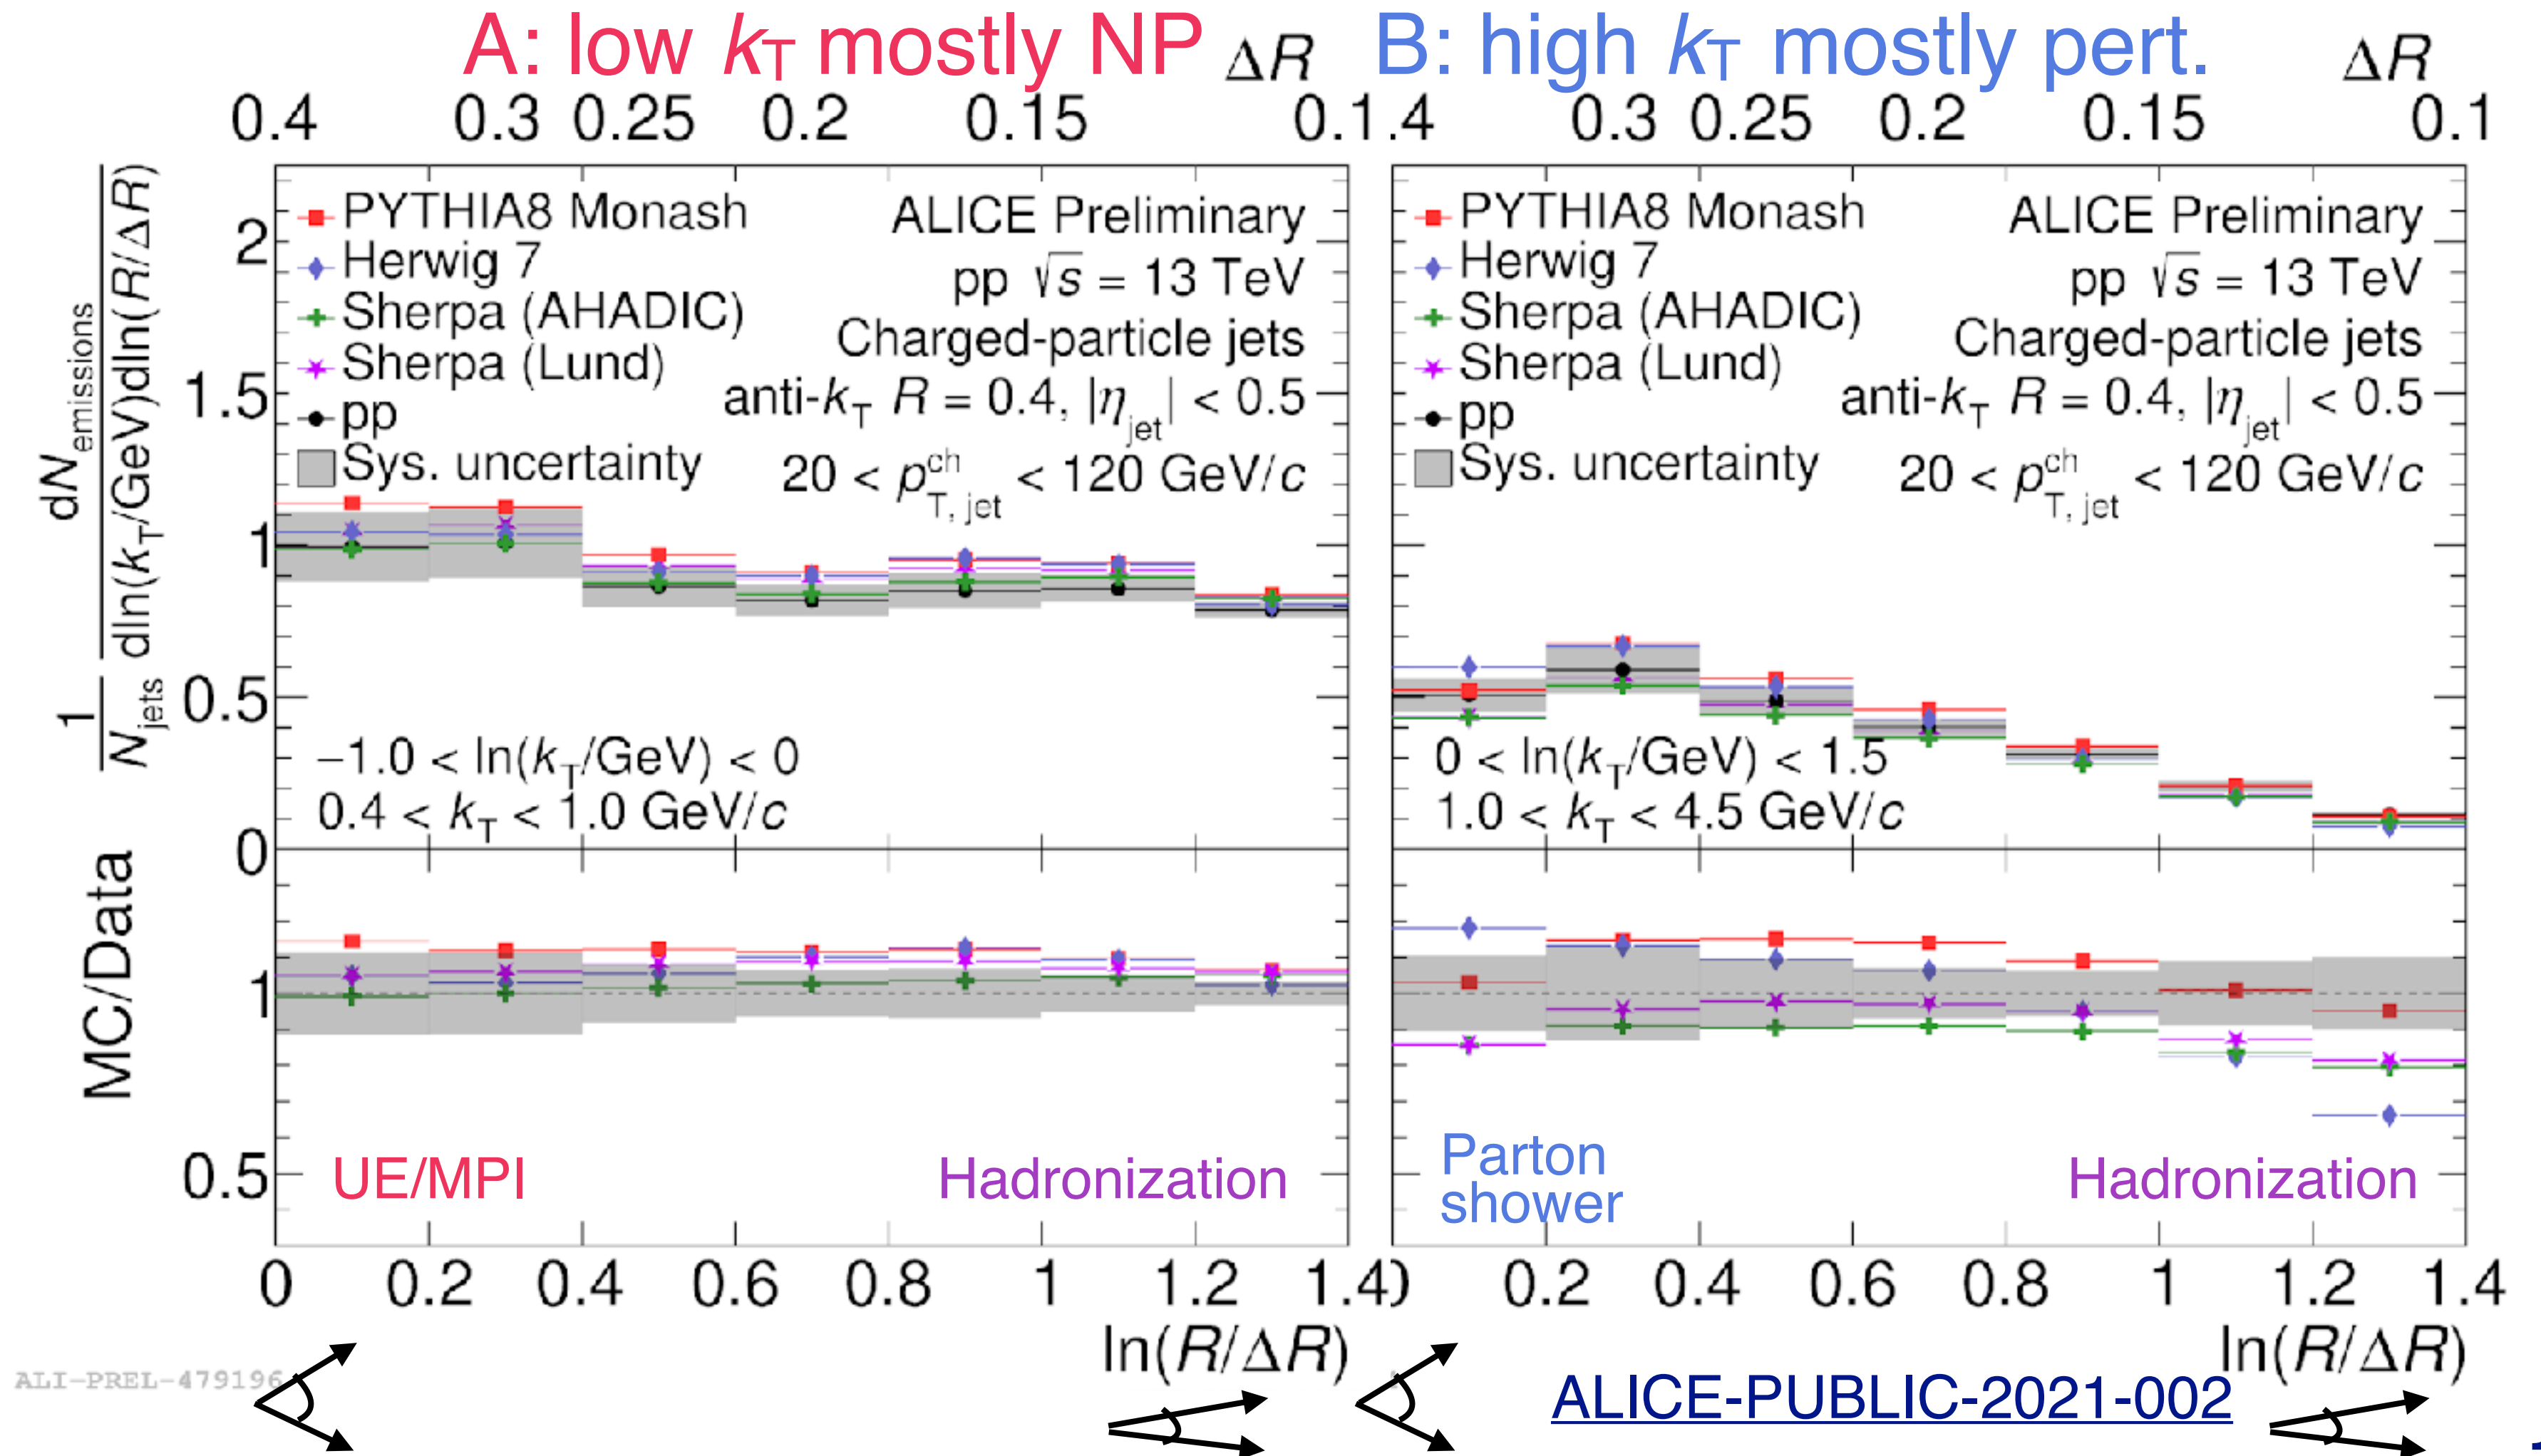 A: low kT mostly NP
B: high kT mostly pert.
ΔR
ΔR
0.4 0.3 0.25 0.2 0.15 0.1
.4 0.3 0.25 0.2 0.15 0.1
1/Njets dNemissions/dln(kT/GeV)dln(R/ΔR)
2
1.5
1
0.5
0
PYTHIA8 Monash
Herwig 7
Sherpa (AHADIC)
Sherpa (Lund)
pp
Sys. uncertainty
ALICE Preliminary
pp √s = 13 TeV
Charged-particle jets
anti-kT R = 0.4, |ηjet| < 0.5
20 < pT, jet^ch < 120 GeV/c
−1.0 < ln(kT/GeV) < 0
0.4 < kT < 1.0 GeV/c
PYTHIA8 Monash
Herwig 7
Sherpa (AHADIC)
Sherpa (Lund)
pp
Sys. uncertainty
ALICE Preliminary
pp √s = 13 TeV
Charged-particle jets
anti-kT R = 0.4, |ηjet| < 0.5
20 < pT, jet^ch < 120 GeV/c
0 < ln(kT/GeV) < 1.5
1.0 < kT < 4.5 GeV/c
MC/Data
1
0.5
UE/MPI
Hadronization
Parton
shower
Hadronization
0 0.2 0.4 0.6 0.8 1 1.2 1.4
0.2 0.4 0.6 0.8 1 1.2 1.4
ln(R/ΔR)
ln(R/ΔR)
ALI-PREL-479196
ALICE-PUBLIC-2021-002